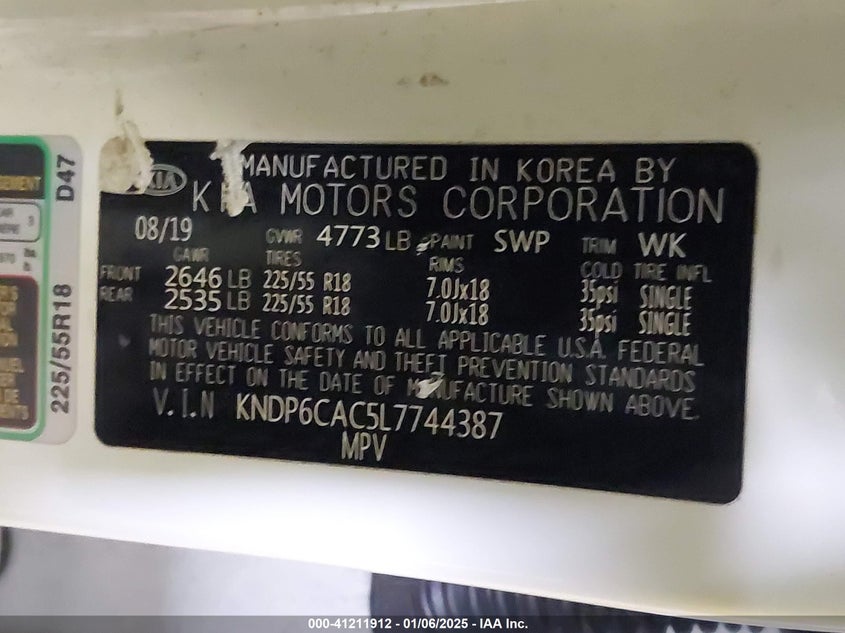 MANUFACTURED IN KOREA BY
KIA
KIA MOTORS CORPORATION
08/19 GVWR 4773 LB PAINT SWP TRIM WK
GAWR TIRES RIMS COLD TIRE INFL
FRONT 2646 LB 225/55 R18 7.0Jx18 35psi SINGLE
REAR 2535 LB 225/55 R18 7.0Jx18 35psi SINGLE
THIS VEHICLE CONFORMS TO ALL APPLICABLE U.S.A. FEDERAL
MOTOR VEHICLE SAFETY AND THEFT PREVENTION STANDARDS
IN EFFECT ON THE DATE OF MANUFACTURE SHOWN ABOVE.
V.I.N KNDP6CAC5L7744387
MPV
D47
225/55R18
000-41211912 - 01/06/2025 - IAA Inc.